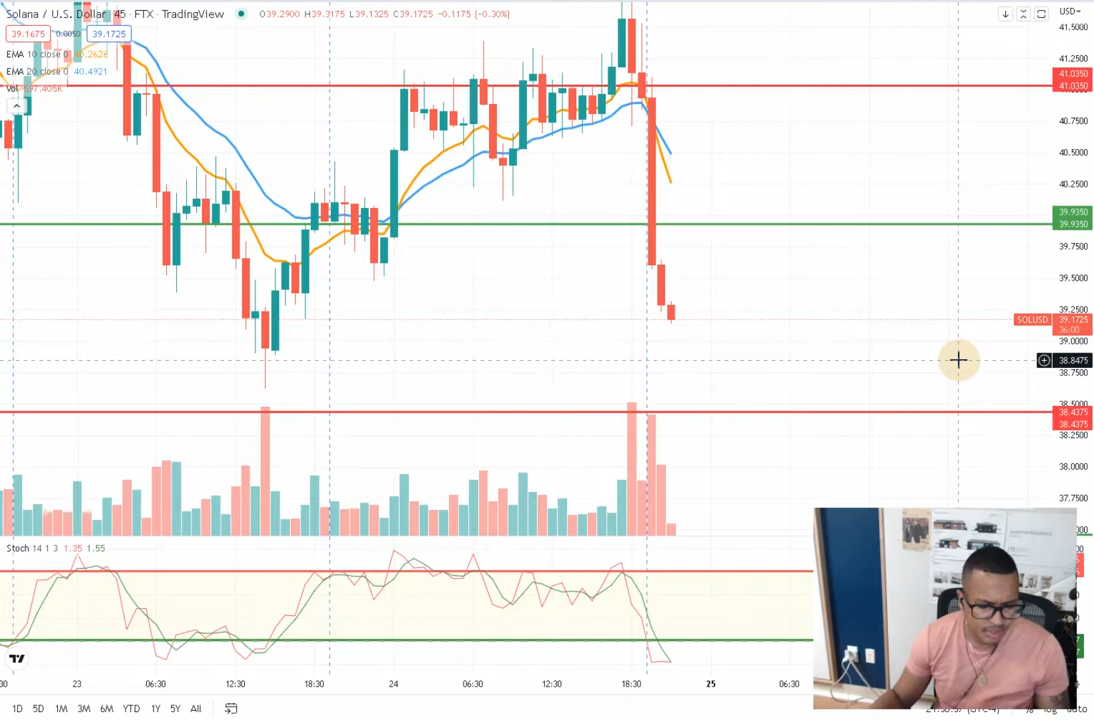 Solana / U.S. Dollar · 45 · FTX · TradingView O39.2900 H39.3175 L39.1325 C39.1725 -0.1175 (-0.30%) USD
39.1675 0.0050 39.1725
EMA 10 close 0 40.2626
EMA 20 close 0 40.4921
Vol 597.405K
41.5000
41.2500
41.0350
41.0350
40.7500
40.5000
40.2500
39.9350
39.9350
39.7500
39.5000
39.2500
SOLUSD 39.1725
36:00
39.0000
38.8475
38.7500
38.5000
38.4375
38.4375
38.2500
38.0000
37.7500
Stoch 14 1 3 1.35 1.55
23 06:30 12:30 18:30 24 06:30 12:30 18:30 25 06:30
1D 5D 1M 3M 6M YTD 1Y 5Y All